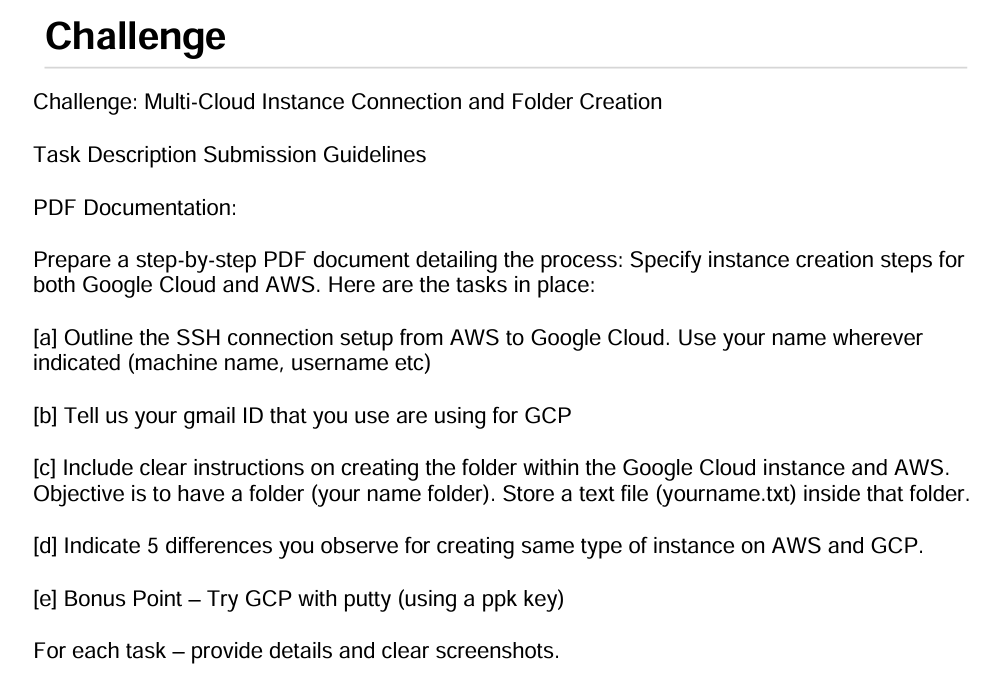 Challenge
Challenge: Multi-Cloud Instance Connection and Folder Creation
Task Description Submission Guidelines
PDF Documentation:
Prepare a step-by-step PDF document detailing the process: Specify instance creation steps for
both Google Cloud and AWS. Here are the tasks in place:
[a] Outline the SSH connection setup from AWS to Google Cloud. Use your name wherever
indicated (machine name, username etc)
[b] Tell us your gmail ID that you use are using for GCP
[c] Include clear instructions on creating the folder within the Google Cloud instance and AWS.
Objective is to have a folder (your name folder). Store a text file (yourname.txt) inside that folder.
[d] Indicate 5 differences you observe for creating same type of instance on AWS and GCP.
[e] Bonus Point – Try GCP with putty (using a ppk key)
For each task – provide details and clear screenshots.